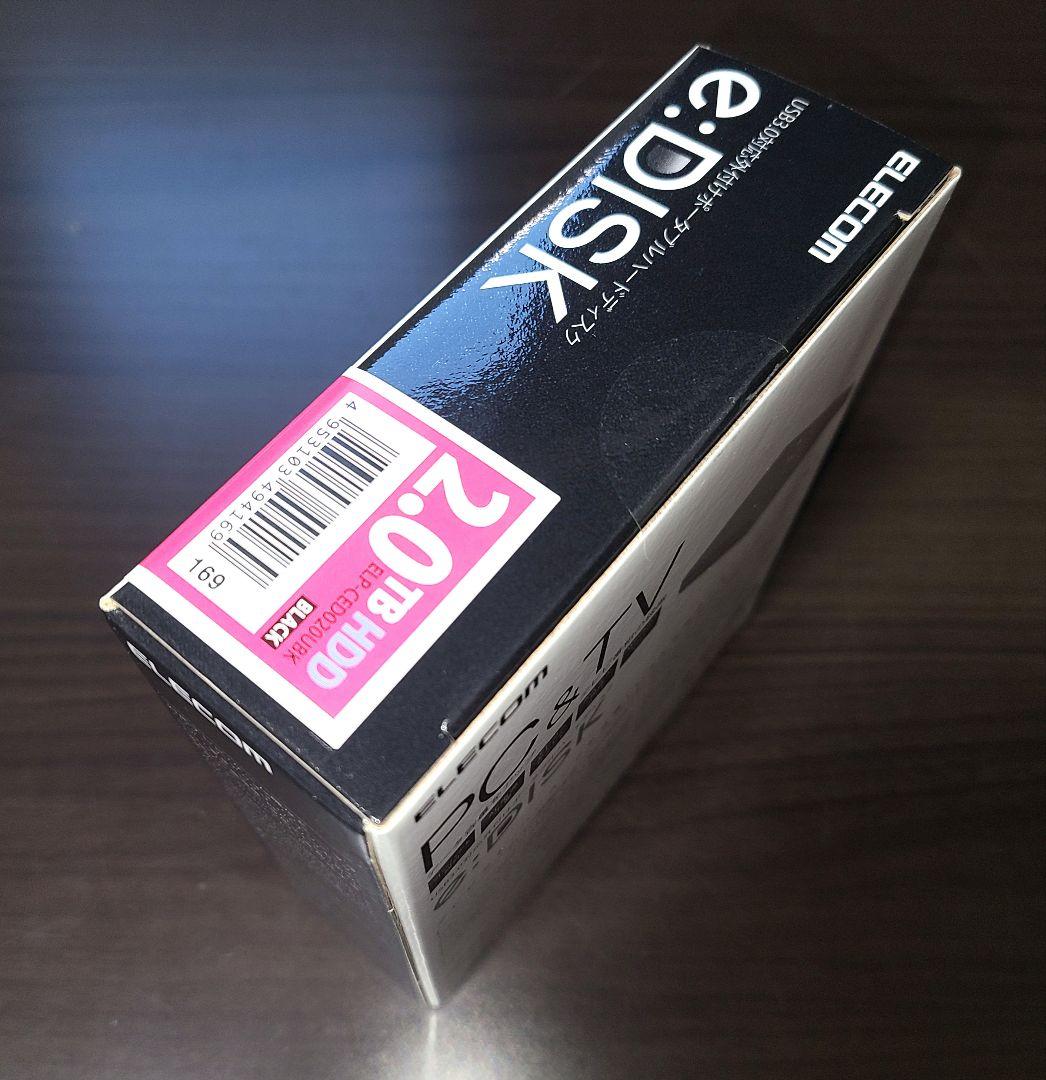 e:DISK
USB3.0対応外付けポータブルハードディスク
ELECOM
4 953103 494169
169
2.0TB HDD
ELP-CED020UBK
BLACK
ELECOM
ELECOM
PC&TV
e:DISK